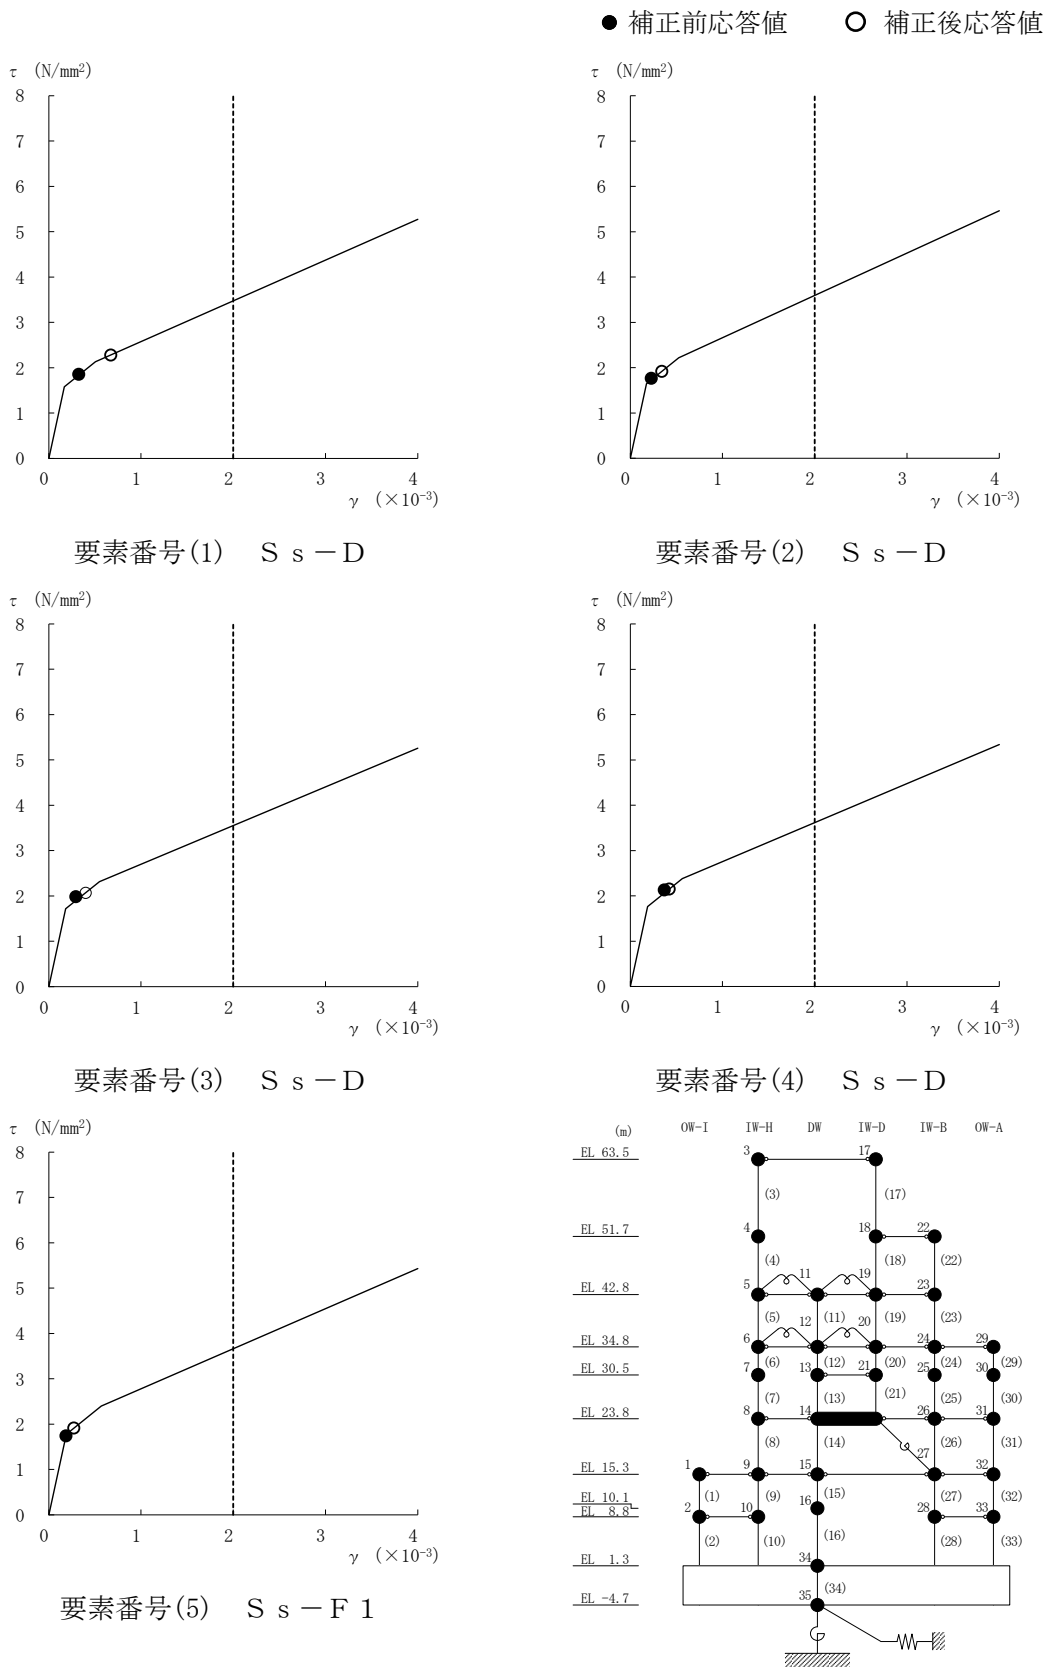 ● 補正前応答値 ○ 補正後応答値
τ (N/mm²)
8
7
6
5
4
3
2
1
0
0 1 2 3 4
γ (×10⁻³)
要素番号(1) Ｓｓ－Ｄ
τ (N/mm²)
8
7
6
5
4
3
2
1
0
0 1 2 3 4
γ (×10⁻³)
要素番号(2) Ｓｓ－Ｄ
τ (N/mm²)
8
7
6
5
4
3
2
1
0
0 1 2 3 4
γ (×10⁻³)
要素番号(3) Ｓｓ－Ｄ
τ (N/mm²)
8
7
6
5
4
3
2
1
0
0 1 2 3 4
γ (×10⁻³)
要素番号(4) Ｓｓ－Ｄ
τ (N/mm²)
8
7
6
5
4
3
2
1
0
0 1 2 3 4
γ (×10⁻³)
要素番号(5) Ｓｓ－Ｆ１
(m) OW-I IW-H DW IW-D IW-B OW-A
EL 63.5 3 17
(3) (17)
EL 51.7 4 18 22
(4) (18) (22)
EL 42.8 5 11 19 23
(5) (11) (19) (23)
EL 34.8 6 12 20 24 29
(6) (12) (20) (24) (29)
EL 30.5 7 13 21 25 30
(7) (13) (21) (25) (30)
EL 23.8 8 14 26 31
(8) (14) (26) (31)
EL 15.3 1 9 15 27 32
(1) (9) (15) (27) (32)
EL 10.1 16
EL 8.8 2 10 28 33
(2) (10) (16) (28) (33)
EL 1.3 34
(34)
EL -4.7 35